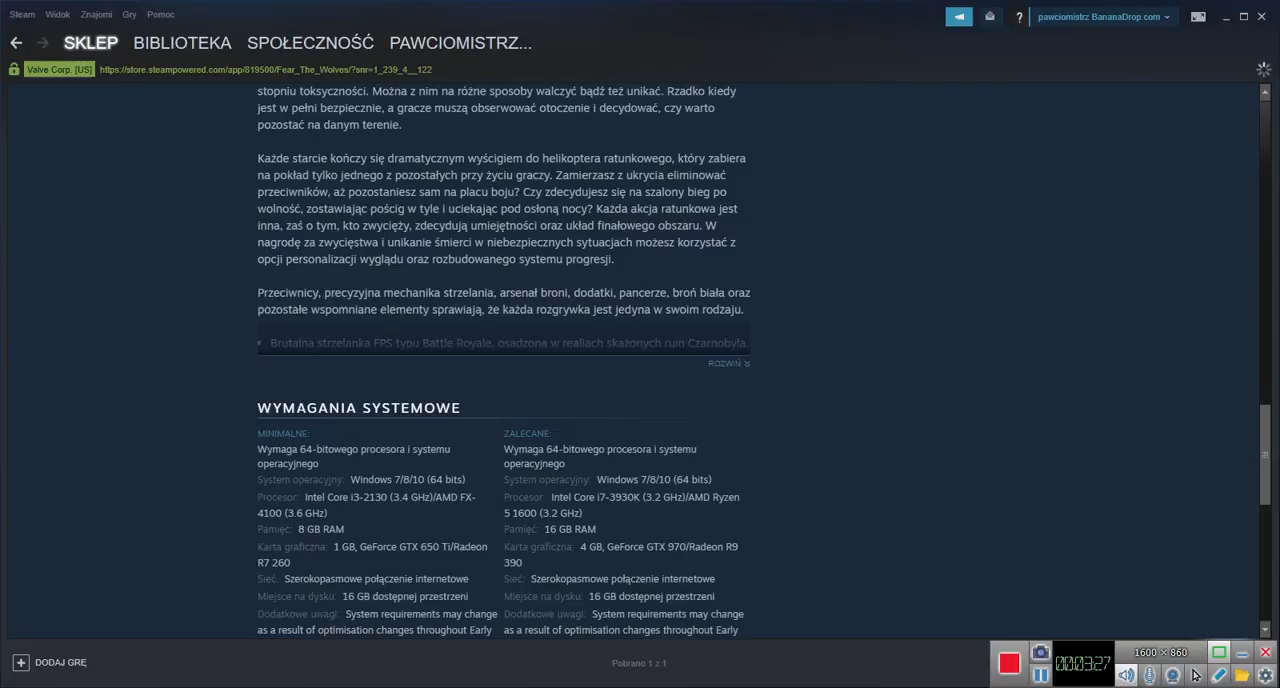 Steam Widok Znajomi Gry Pomoc
pawciomistrz BananaDrop.com
SKLEP BIBLIOTEKA SPOŁECZNOŚĆ PAWCIOMISTRZ...
Valve Corp. [US] https://store.steampowered.com/app/819500/Fear_The_Wolves/?snr=1_239_4__122
stopniu toksyczności. Można z nim na różne sposoby walczyć bądź też unikać. Rzadko kiedy
jest w pełni bezpiecznie, a gracze muszą obserwować otoczenie i decydować, czy warto
pozostać na danym terenie.
Każde starcie kończy się dramatycznym wyścigiem do helikoptera ratunkowego, który zabiera
na pokład tylko jednego z pozostałych przy życiu graczy. Zamierzasz z ukrycia eliminować
przeciwników, aż pozostaniesz sam na placu boju? Czy zdecydujesz się na szalony bieg po
wolność, zostawiając pościg w tyle i uciekając pod osłoną nocy? Każda akcja ratunkowa jest
inna, zaś o tym, kto zwycięży, zdecydują umiejętności oraz układ finałowego obszaru. W
nagrodę za zwycięstwa i unikanie śmierci w niebezpiecznych sytuacjach możesz korzystać z
opcji personalizacji wyglądu oraz rozbudowanego systemu progresji.
Przeciwnicy, precyzyjna mechanika strzelania, arsenał broni, dodatki, pancerze, broń biała oraz
pozostałe wspomniane elementy sprawiają, że każda rozgrywka jest jedyna w swoim rodzaju.
Brutalna strzelanka FPS typu Battle Royale, osadzona w realiach skażonych ruin Czarnobyla.
ROZWIŃ
WYMAGANIA SYSTEMOWE
MINIMALNE:
Wymaga 64-bitowego procesora i systemu
operacyjnego
System operacyjny: Windows 7/8/10 (64 bits)
Procesor: Intel Core i3-2130 (3.4 GHz)/AMD FX-
4100 (3.6 GHz)
Pamięć: 8 GB RAM
Karta graficzna: 1 GB, GeForce GTX 650 Ti/Radeon
R7 260
Sieć: Szerokopasmowe połączenie internetowe
Miejsce na dysku: 16 GB dostępnej przestrzeni
Dodatkowe uwagi: System requirements may change
as a result of optimisation changes throughout Early
ZALECANE:
Wymaga 64-bitowego procesora i systemu
operacyjnego
System operacyjny: Windows 7/8/10 (64 bits)
Procesor: Intel Core i7-3930K (3.2 GHz)/AMD Ryzen
5 1600 (3.2 GHz)
Pamięć: 16 GB RAM
Karta graficzna: 4 GB, GeForce GTX 970/Radeon R9
390
Sieć: Szerokopasmowe połączenie internetowe
Miejsce na dysku: 16 GB dostępnej przestrzeni
Dodatkowe uwagi: System requirements may change
as a result of optimisation changes throughout Early
DODAJ GRĘ
Pobrano 1 z 1
000:03:27
1600 × 860